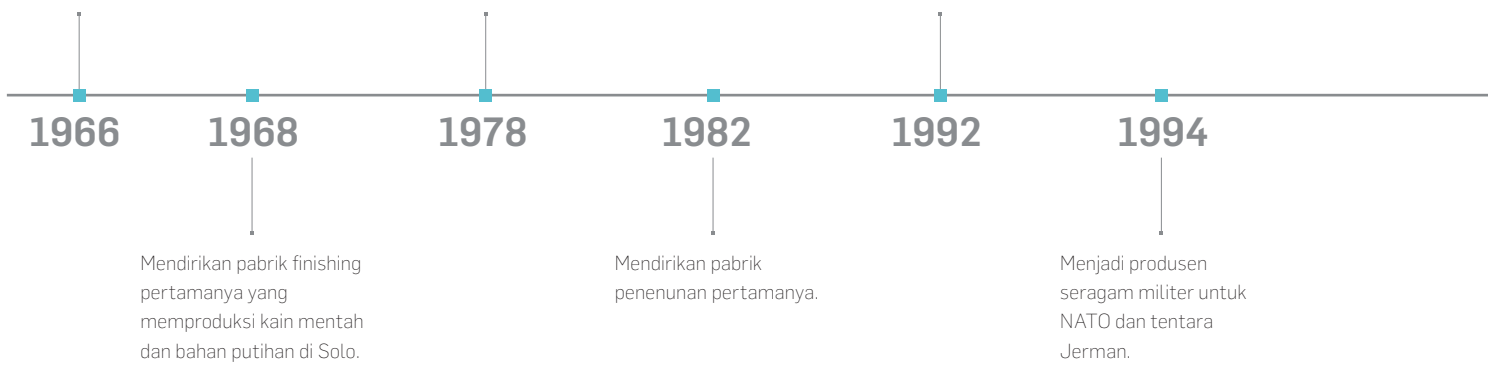 1966
1968
1978
1982
1992
1994
Mendirikan pabrik finishing
pertamanya yang
memproduksi kain mentah
dan bahan putihan di Solo.
Mendirikan pabrik
penenunan pertamanya.
Menjadi produsen
seragam militer untuk
NATO dan tentara
Jerman.